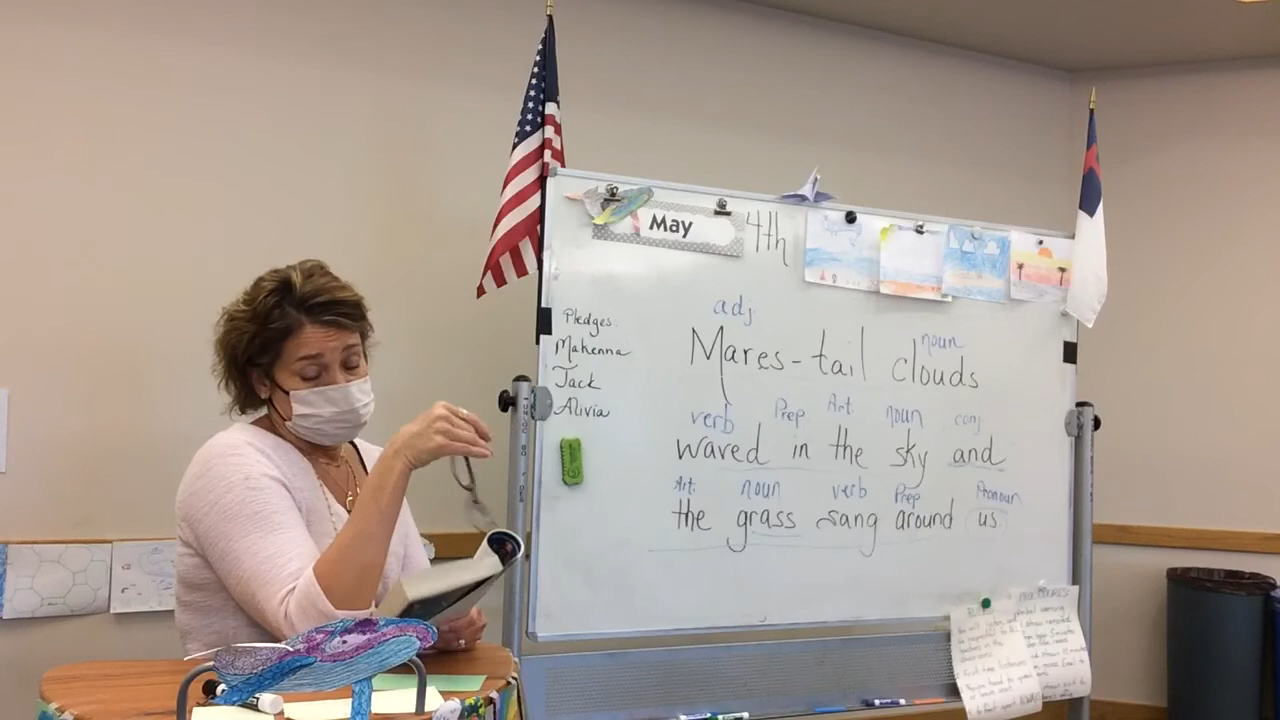 May 4th
Pledges:
Makenna
Jack
Alivia
adj. noun
Mares-tail clouds
verb Prep Art. noun conj
waved in the sky and
Art. noun verb Prep Pronoun
the grass sang around us.